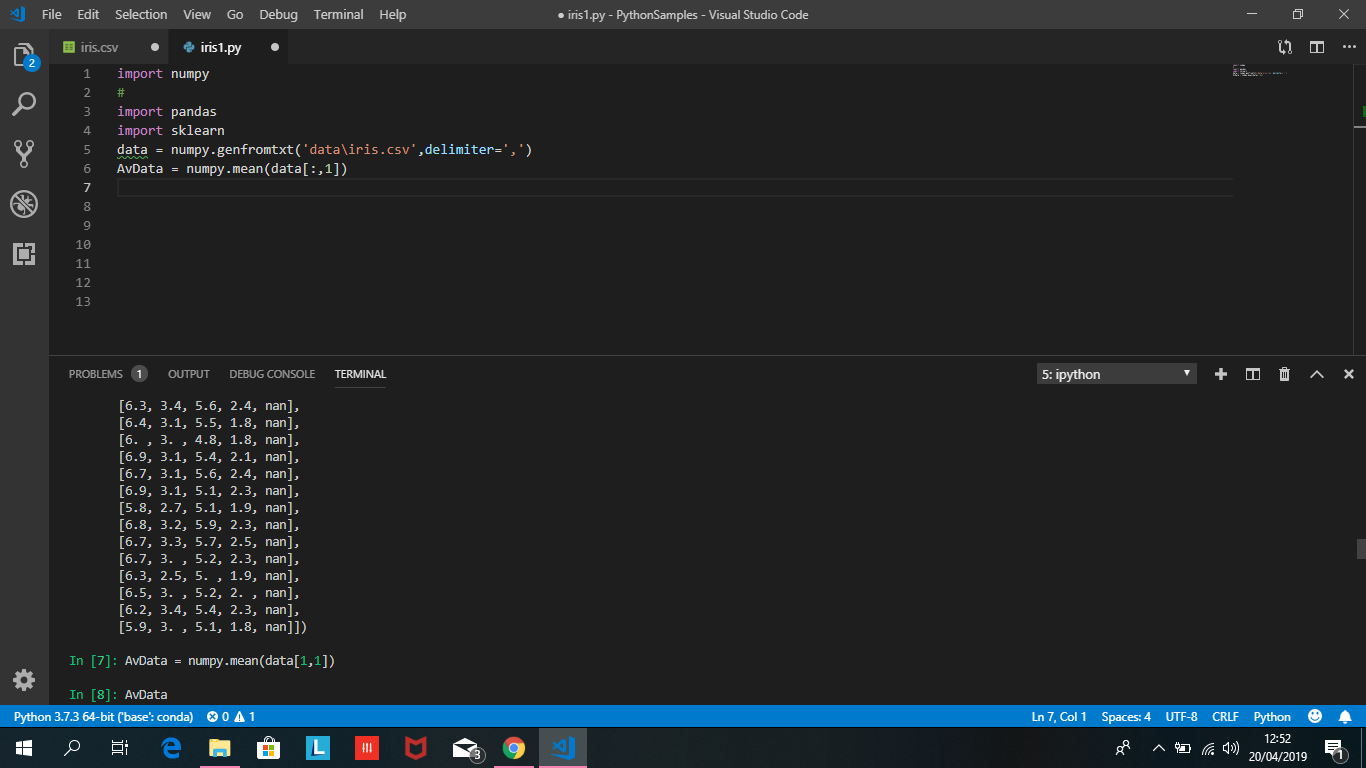 File Edit Selection View Go Debug Terminal Help
● iris1.py - PythonSamples - Visual Studio Code
iris.csv ●
iris1.py ●
2
1 import numpy
2 #
3 import pandas
4 import sklearn
5 data = numpy.genfromtxt('data\iris.csv',delimiter=',')
6 AvData = numpy.mean(data[:,1])
7
8
9
10
11
12
13
PROBLEMS 1 OUTPUT DEBUG CONSOLE TERMINAL
5: ipython
[6.3, 3.4, 5.6, 2.4, nan],
[6.4, 3.1, 5.5, 1.8, nan],
[6. , 3. , 4.8, 1.8, nan],
[6.9, 3.1, 5.4, 2.1, nan],
[6.7, 3.1, 5.6, 2.4, nan],
[6.9, 3.1, 5.1, 2.3, nan],
[5.8, 2.7, 5.1, 1.9, nan],
[6.8, 3.2, 5.9, 2.3, nan],
[6.7, 3.3, 5.7, 2.5, nan],
[6.7, 3. , 5.2, 2.3, nan],
[6.3, 2.5, 5. , 1.9, nan],
[6.5, 3. , 5.2, 2. , nan],
[6.2, 3.4, 5.4, 2.3, nan],
[5.9, 3. , 5.1, 1.8, nan]])
In [7]: AvData = numpy.mean(data[1,1])
In [8]: AvData
Python 3.7.3 64-bit ('base': conda) 0 1
Ln 7, Col 1 Spaces: 4 UTF-8 CRLF Python
L
3
12:52
20/04/2019
1